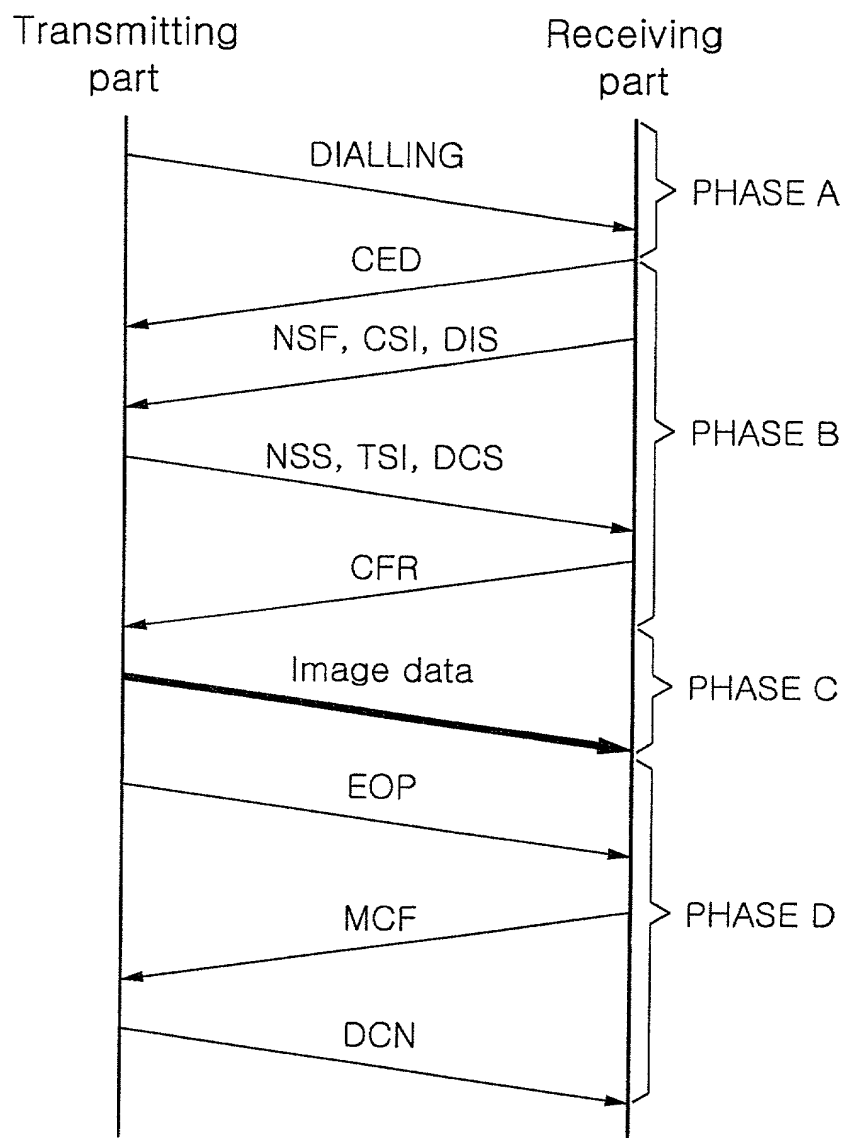 Transmitting
part
Receiving
part
DIALLING
PHASE A
CED
NSF, CSI, DIS
PHASE B
NSS, TSI, DCS
CFR
Image data
PHASE C
EOP
MCF
PHASE D
DCN